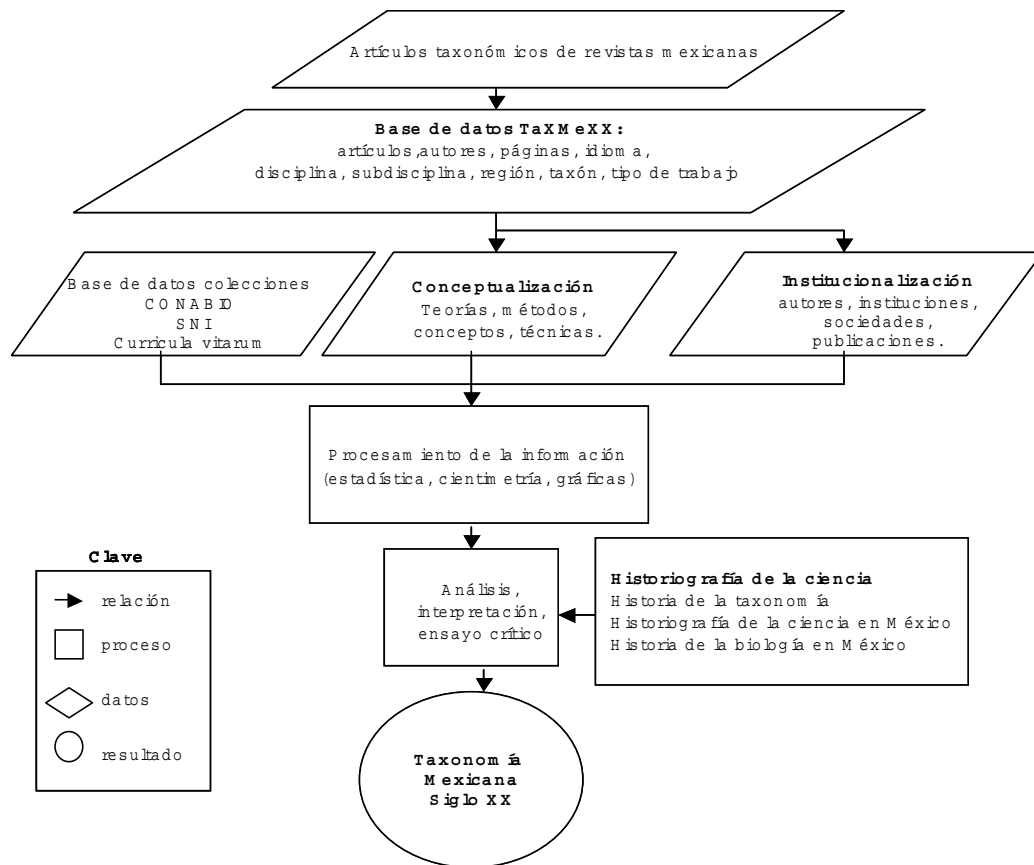 Artículos taxonómicos de revistas mexicanas
Base de datos TaXMeXX:
artículos, autores, páginas, idioma,
disciplina, subdisciplina, región, taxón, tipo de trabajo
Base de datos colecciones
CONABIO
SNI
Curricula vitarum
Conceptualización
Teorías, métodos,
conceptos, técnicas.
Institucionalización
autores, instituciones,
sociedades,
publicaciones.
Procesamiento de la información
(estadística, cientimetría, gráficas)
Análisis,
interpretación,
ensayo crítico
Historiografía de la ciencia
Historia de la taxonomía
Historiografía de la ciencia en México
Historia de la biología en México
Clave
relación
proceso
datos
resultado
Taxonomía
Mexicana
Siglo XX